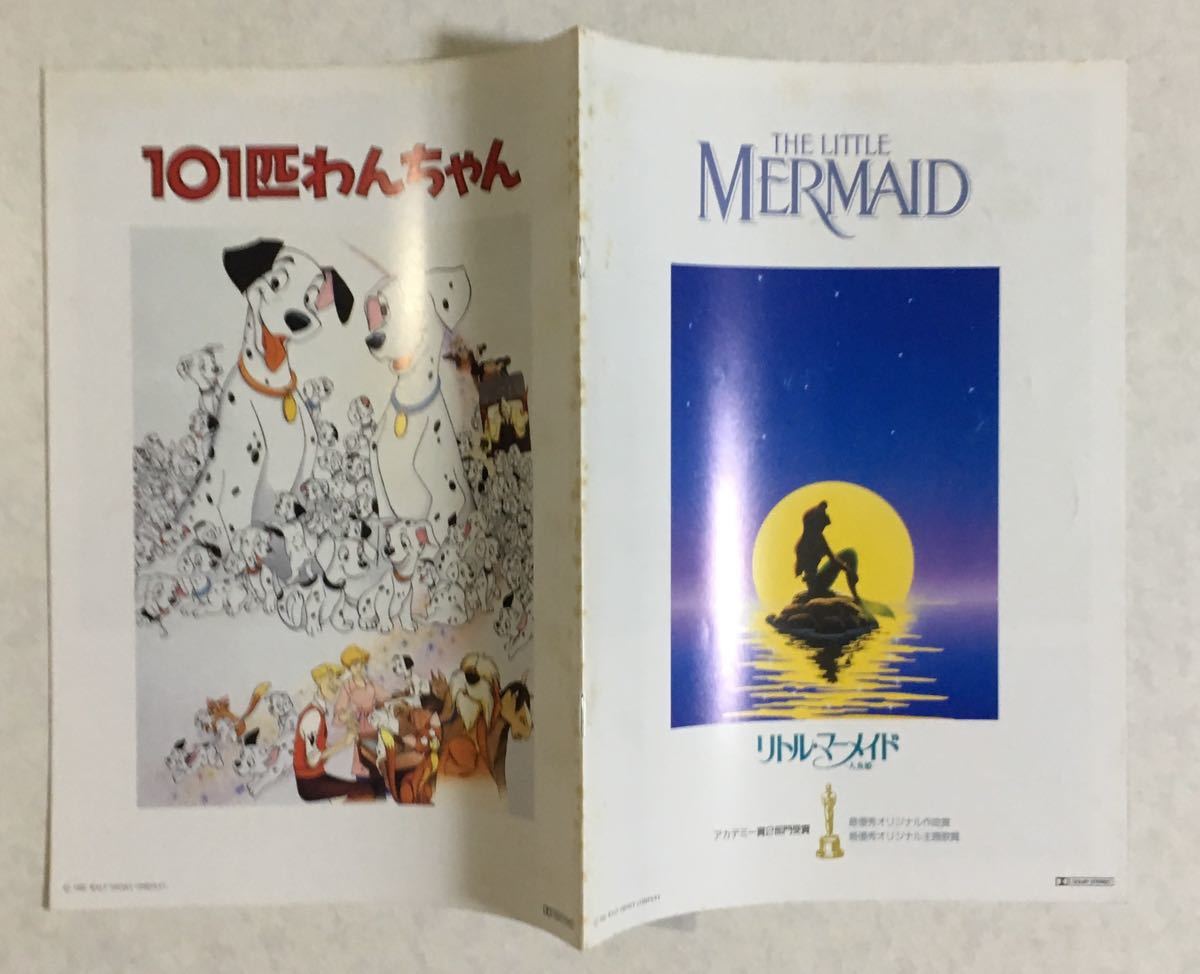 101匹わんちゃん
THE LITTLE
MERMAID
リトル・マーメイド
人魚姫
アカデミー賞2部門受賞
最優秀オリジナル作曲賞
最優秀オリジナル主題歌賞
DOLBY STEREO